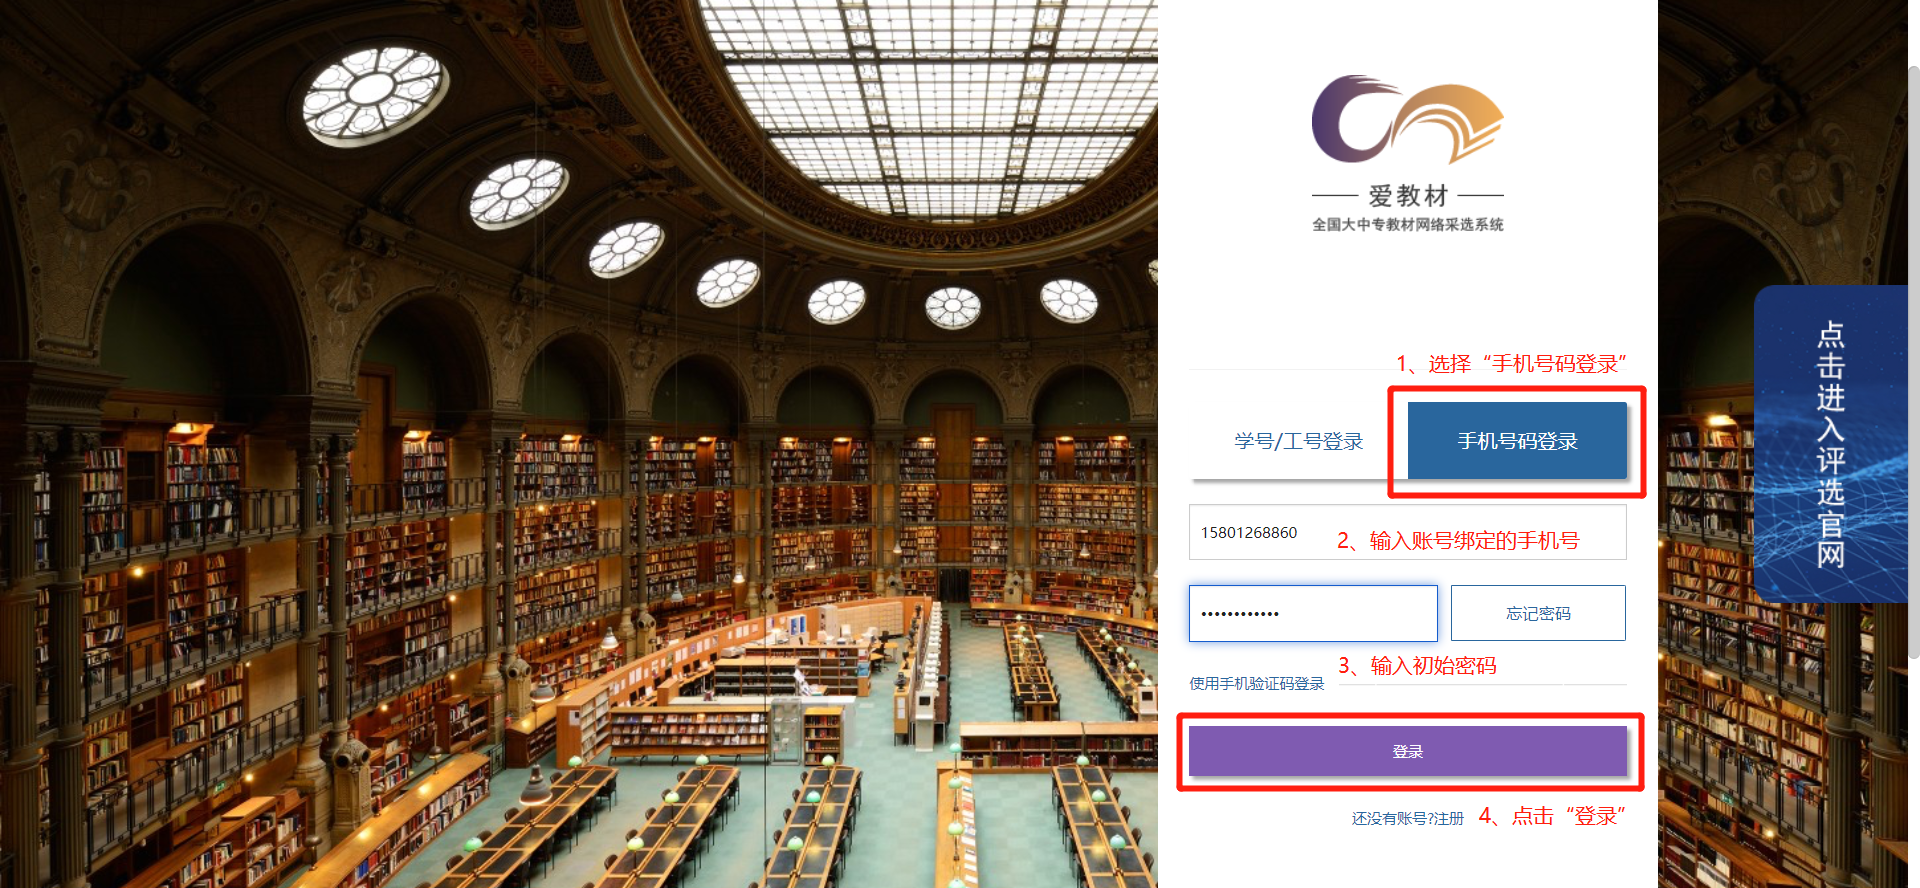 爱教材
全国大中专教材网络采选系统
1、选择“手机号码登录”
学号/工号登录
手机号码登录
15801268860
2、输入账号绑定的手机号
••••••••••••
忘记密码
3、输入初始密码
使用手机验证码登录
登录
还没有账号?注册
4、点击“登录”
点击进入评选官网